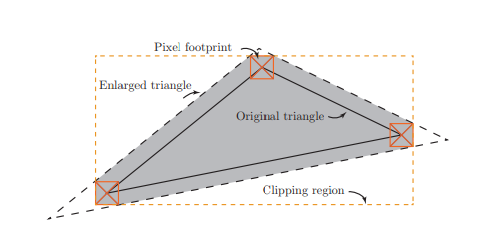 Pixel footprint
Enlarged triangle
Original triangle
Clipping region